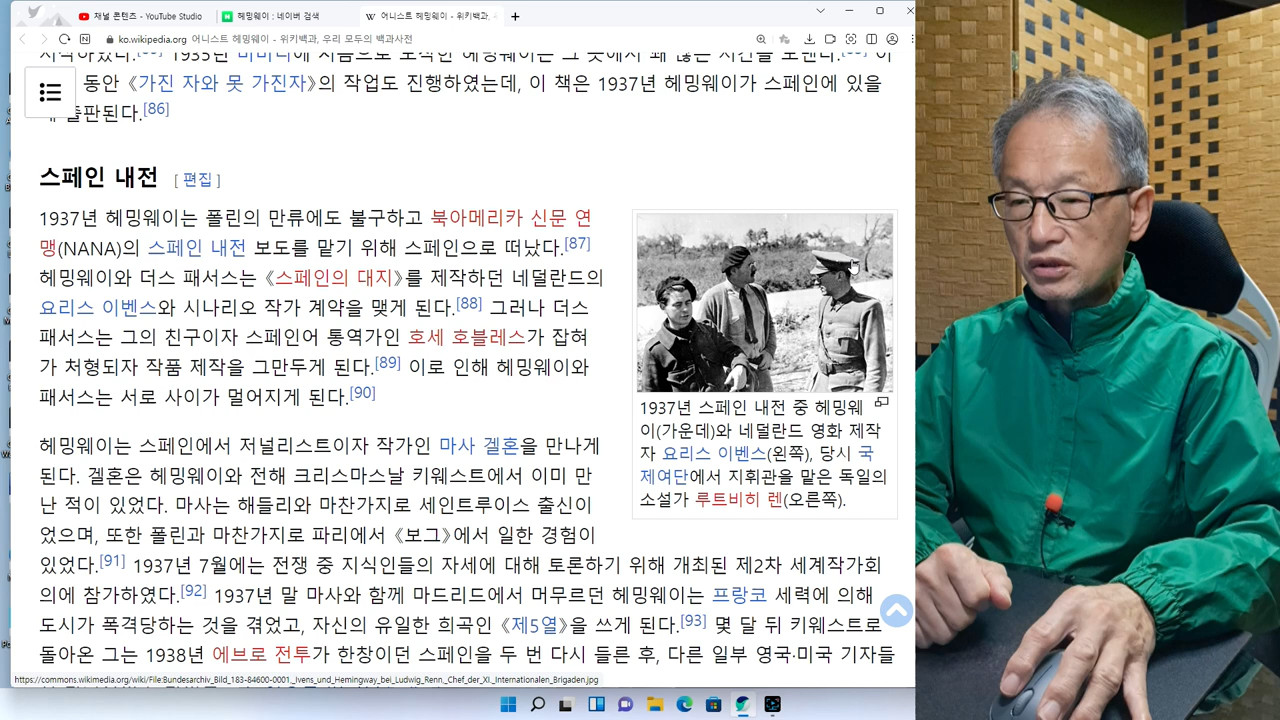 채널 콘텐츠 - YouTube Studio
헤밍웨이 : 네이버 검색
어니스트 헤밍웨이 - 위키백과,
ko.wikipedia.org 어니스트 헤밍웨이 - 위키백과, 우리 모두의 백과사전
동안 《가진 자와 못 가진자》의 작업도 진행하였는데, 이 책은 1937년 헤밍웨이가 스페인에 있을
출판된다.[86]
스페인 내전 [ 편집 ]
1937년 헤밍웨이는 폴린의 만류에도 불구하고 북아메리카 신문 연
맹(NANA)의 스페인 내전 보도를 맡기 위해 스페인으로 떠났다.[87]
헤밍웨이와 더스 패서스는 《스페인의 대지》를 제작하던 네덜란드의
요리스 이벤스와 시나리오 작가 계약을 맺게 된다.[88] 그러나 더스
패서스는 그의 친구이자 스페인어 통역가인 호세 호블레스가 잡혀
가 처형되자 작품 제작을 그만두게 된다.[89] 이로 인해 헤밍웨이와
패서스는 서로 사이가 멀어지게 된다.[90]
1937년 스페인 내전 중 헤밍웨
이(가운데)와 네덜란드 영화 제작
자 요리스 이벤스(왼쪽), 당시 국
제여단에서 지휘관을 맡은 독일의
소설가 루트비히 렌(오른쪽).
헤밍웨이는 스페인에서 저널리스트이자 작가인 마사 겔혼을 만나게
된다. 겔혼은 헤밍웨이와 전해 크리스마스날 키웨스트에서 이미 만
난 적이 있었다. 마사는 해들리와 마찬가지로 세인트루이스 출신이
었으며, 또한 폴린과 마찬가지로 파리에서 《보그》에서 일한 경험이
있었다.[91] 1937년 7월에는 전쟁 중 지식인들의 자세에 대해 토론하기 위해 개최된 제2차 세계작가회
의에 참가하였다.[92] 1937년 말 마사와 함께 마드리드에서 머무르던 헤밍웨이는 프랑코 세력에 의해
도시가 폭격당하는 것을 겪었고, 자신의 유일한 희곡인 《제5열》을 쓰게 된다.[93] 몇 달 뒤 키웨스트로
돌아온 그는 1938년 에브로 전투가 한창이던 스페인을 두 번 다시 들른 후, 다른 일부 영국·미국 기자들
https://commons.wikimedia.org/wiki/File:Bundesarchiv_Bild_183-84600-0001,_Ivens_und_Hemingway_bei_Ludwig_Renn,_Chef_der_XI._Internationalen_Brigaden.jpg